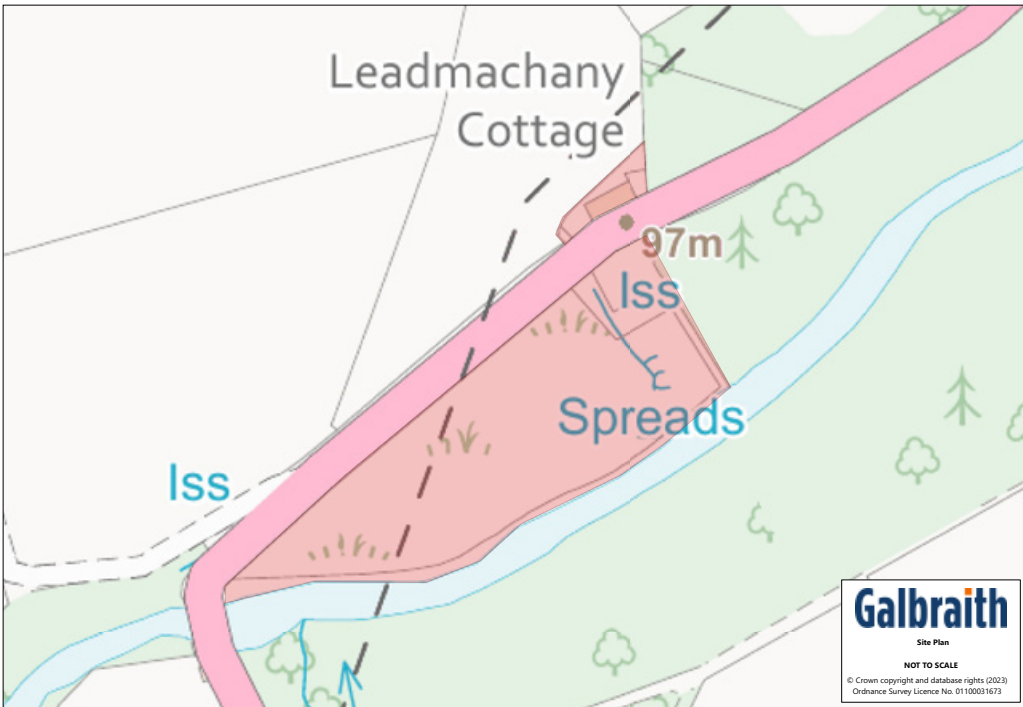 Leadmachany
Cottage
97m
Iss
Spreads
Iss
Galbraith
Site Plan
NOT TO SCALE
© Crown copyright and database rights (2023)
Ordnance Survey Licence No. 01100031673